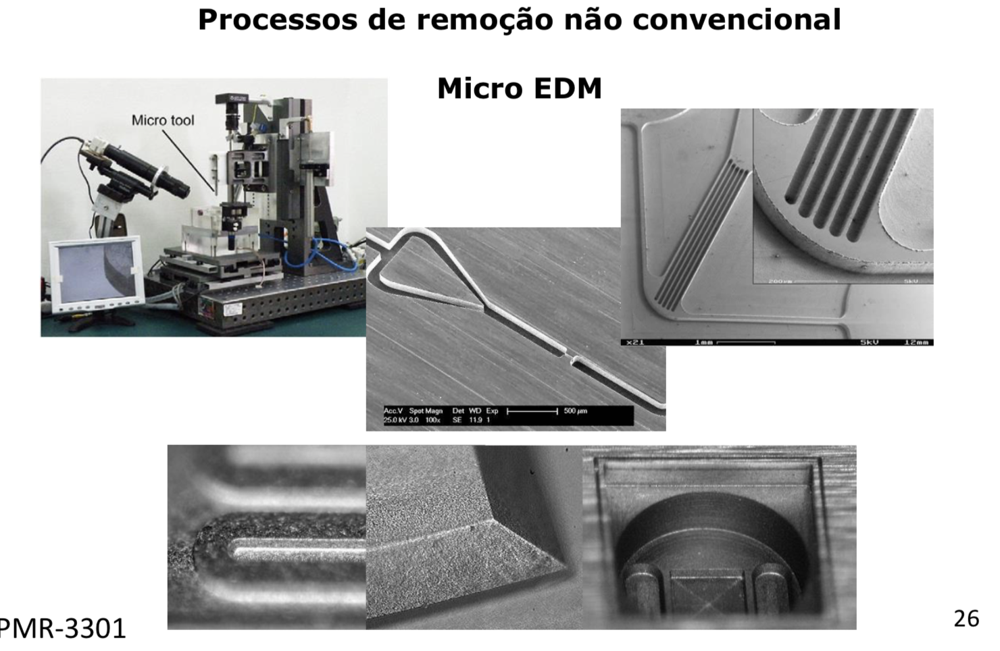 Processos de remoção não convencional
Micro EDM
Micro tool
200µm 5kV
x21 1mm 5kV 12mm
Acc.V Spot Magn Det WD Exp 500 µm
25.0 kV 3.0 100x SE 11.9 1
PMR-3301
26